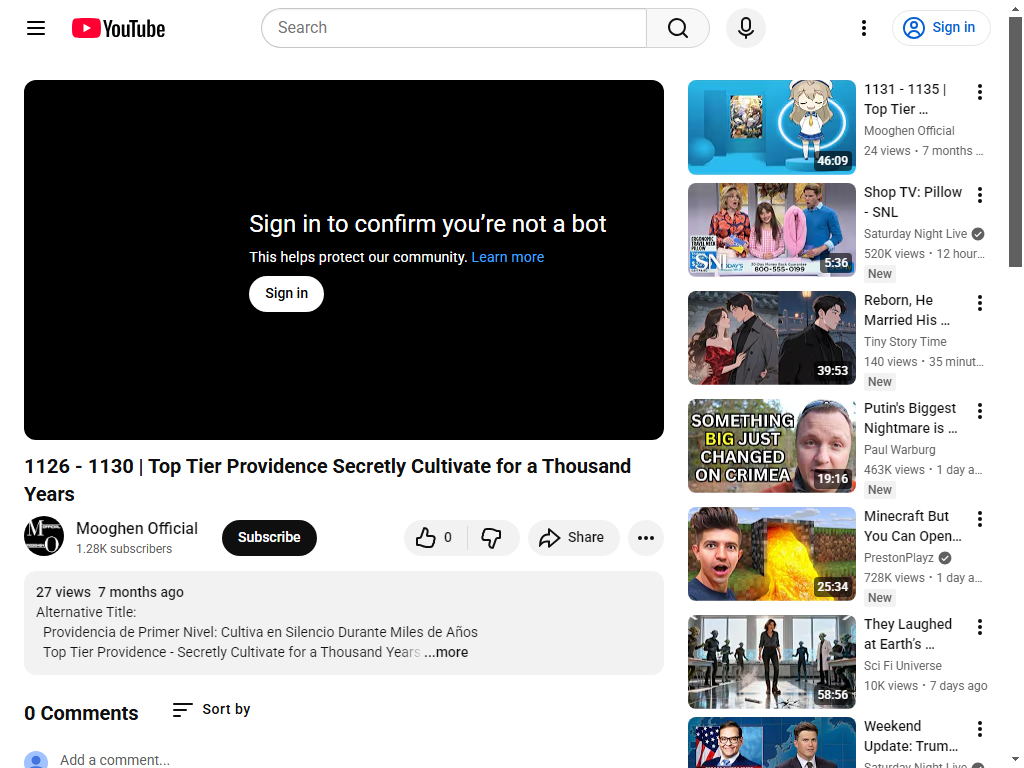 YouTube
Search
Sign in
Sign in to confirm you’re not a bot
This helps protect our community. Learn more
Sign in
1126 - 1130 | Top Tier Providence Secretly Cultivate for a Thousand
Years
Mooghen Official
1.28K subscribers
Subscribe
0
Share
27 views 7 months ago
Alternative Title:
Providencia de Primer Nivel: Cultiva en Silencio Durante Miles de Años
Top Tier Providence - Secretly Cultivate for a Thousand Years ...more
0 Comments
Sort by
Add a comment...
46:09
1131 - 1135 |
Top Tier ...
Mooghen Official
24 views • 7 months ...
5:36
Shop TV: Pillow
- SNL
Saturday Night Live
520K views • 12 hour...
New
39:53
Reborn, He
Married His ...
Tiny Story Time
140 views • 35 minut...
New
SOMETHING
BIG JUST
CHANGED
ON CRIMEA
19:16
Putin's Biggest
Nightmare is ...
Paul Warburg
463K views • 1 day a...
New
25:34
Minecraft But
You Can Open...
PrestonPlayz
728K views • 1 day a...
New
58:56
They Laughed
at Earth's ...
Sci Fi Universe
10K views • 7 days ago
Weekend
Update: Trum...
Saturday Night Live